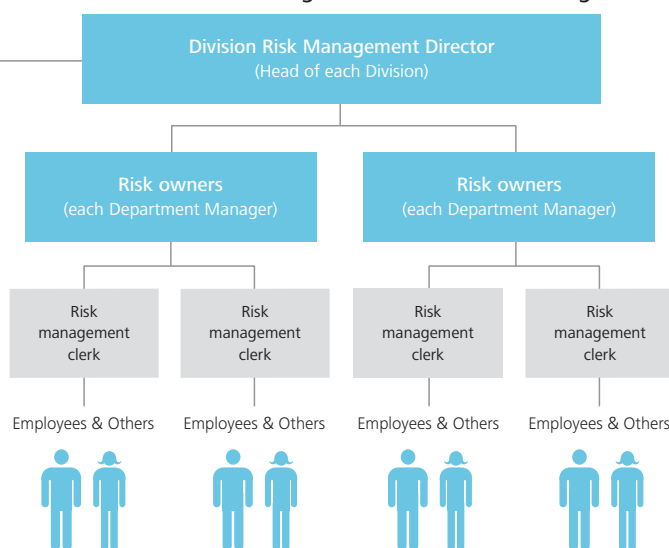 Division Risk Management Director
(Head of each Division)
Risk owners
(each Department Manager)
Risk owners
(each Department Manager)
Risk
management
clerk
Risk
management
clerk
Risk
management
clerk
Risk
management
clerk
Employees & Others
Employees & Others
Employees & Others
Employees & Others